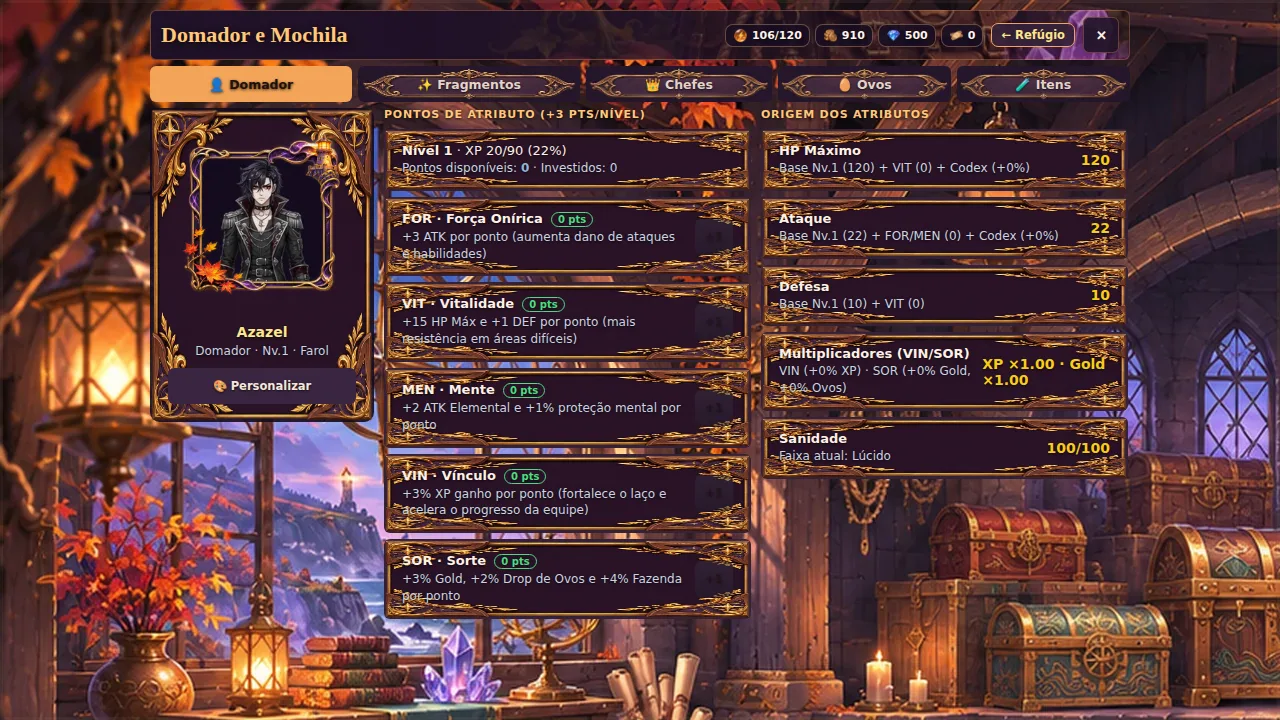 Domador e Mochila
106/120
910
500
0
← Refúgio
×
Domador
Fragmentos
Chefes
Ovos
Itens
Azazel
Domador · Nv.1 · Farol
Personalizar
PONTOS DE ATRIBUTO (+3 PTS/NÍVEL)
Nível 1 · XP 20/90 (22%)
Pontos disponíveis: 0 · Investidos: 0
FOR · Força Onírica 0 pts
+3 ATK por ponto (aumenta dano de ataques
e habilidades)
+1
VIT · Vitalidade 0 pts
+15 HP Máx e +1 DEF por ponto (mais
resistência em áreas difíceis)
+1
MEN · Mente 0 pts
+2 ATK Elemental e +1% proteção mental por
ponto
+1
VIN · Vínculo 0 pts
+3% XP ganho por ponto (fortalece o laço e
acelera o progresso da equipe)
+1
SOR · Sorte 0 pts
+3% Gold, +2% Drop de Ovos e +4% Fazenda
por ponto
+1
ORIGEM DOS ATRIBUTOS
HP Máximo
Base Nv.1 (120) + VIT (0) + Codex (+0%)
120
Ataque
Base Nv.1 (22) + FOR/MEN (0) + Codex (+0%)
22
Defesa
Base Nv.1 (10) + VIT (0)
10
Multiplicadores (VIN/SOR)
VIN (+0% XP) · SOR (+0% Gold,
+0% Ovos)
XP ×1.00 · Gold
×1.00
Sanidade
Faixa atual: Lúcido
100/100